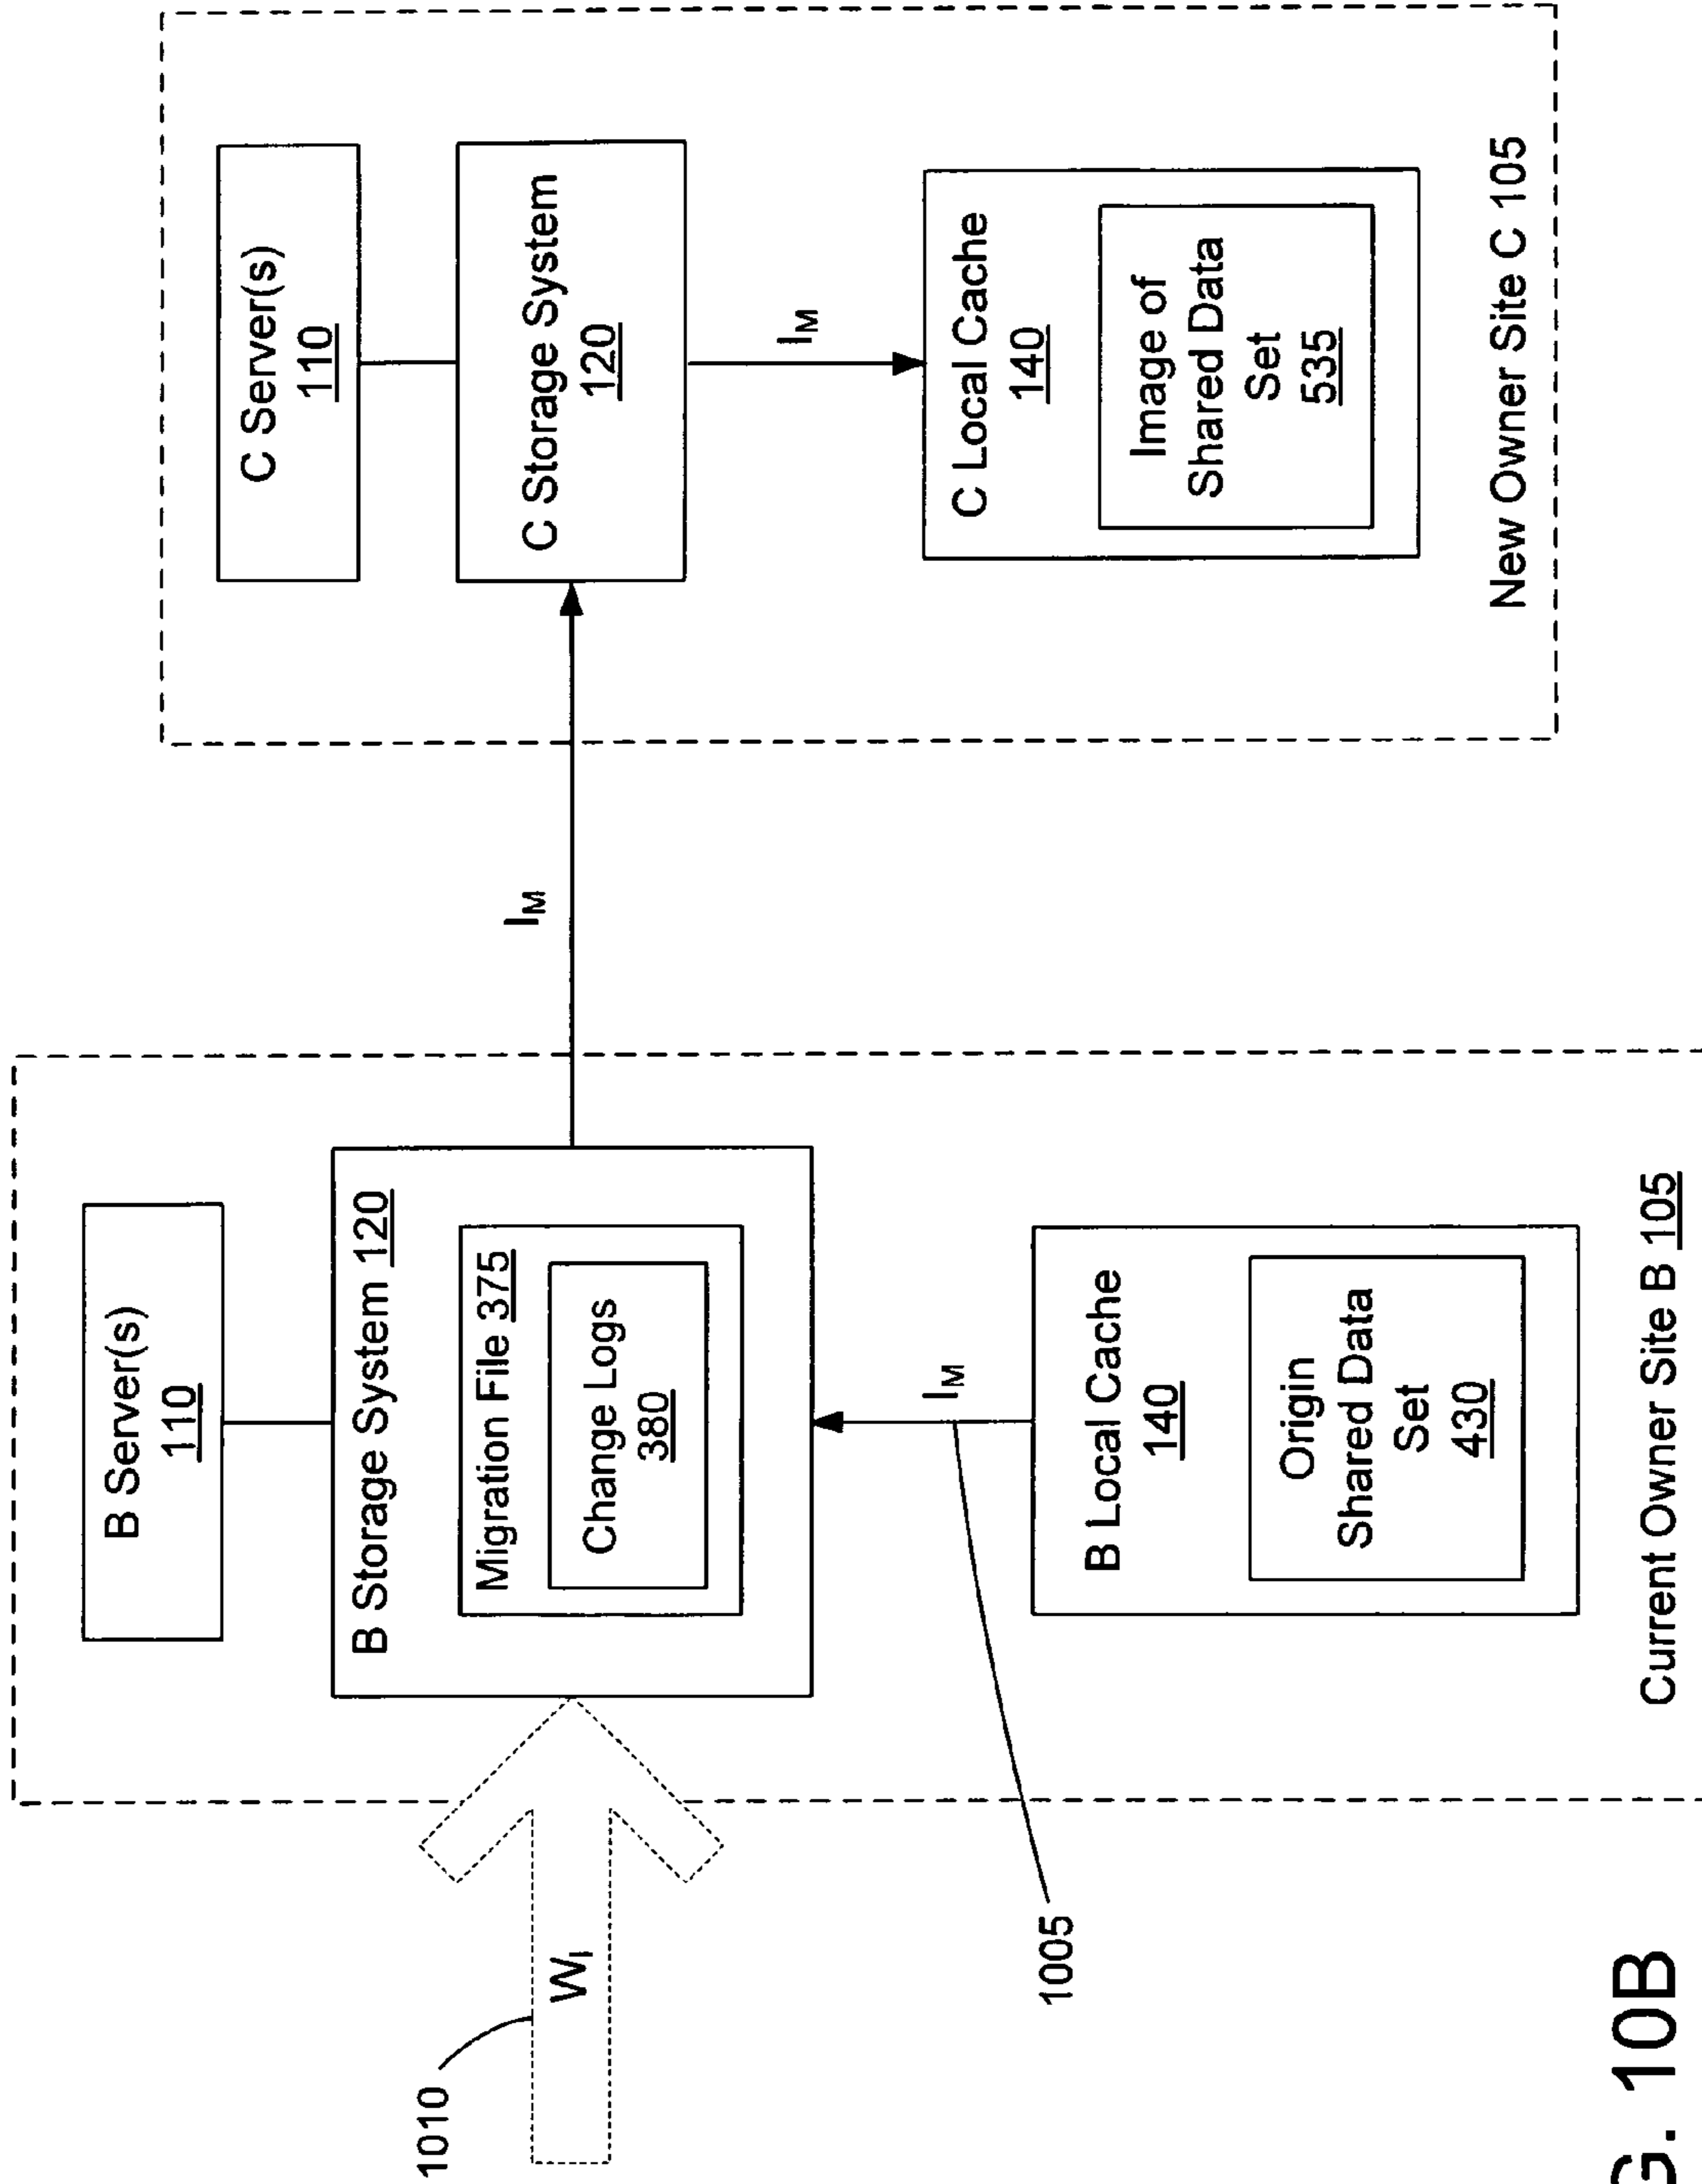 1010
W_I
B Server(s)
110
B Storage System 120
Migration File 375
Change Logs
380
I_M
1005
B Local Cache
140
Origin
Shared Data
Set
430
Current Owner Site B 105
I_M
C Server(s)
110
C Storage System
120
I_M
C Local Cache
140
Image of
Shared Data
Set
535
New Owner Site C 105
G. 10B